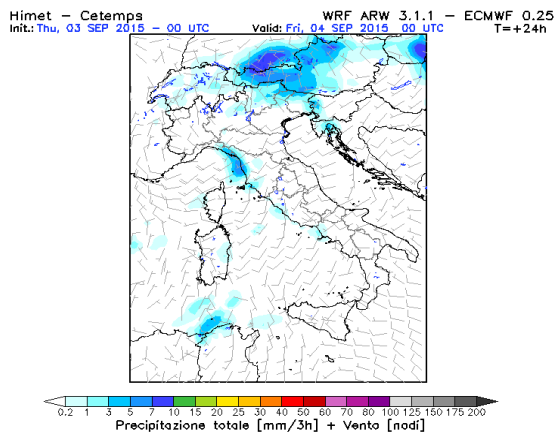 Himet – Cetemps WRF ARW 3.1.1 – ECMWF 0.25
Init.: Thu, 03 SEP 2015 – 00 UTC Valid: Fri, 04 SEP 2015 00 UTC T=+24h
0.2 1 3 5 7 10 15 20 25 30 40 50 60 70 80 100 125 150 175 200
Precipitazione totale [mm/3h] + Vento [nodi]